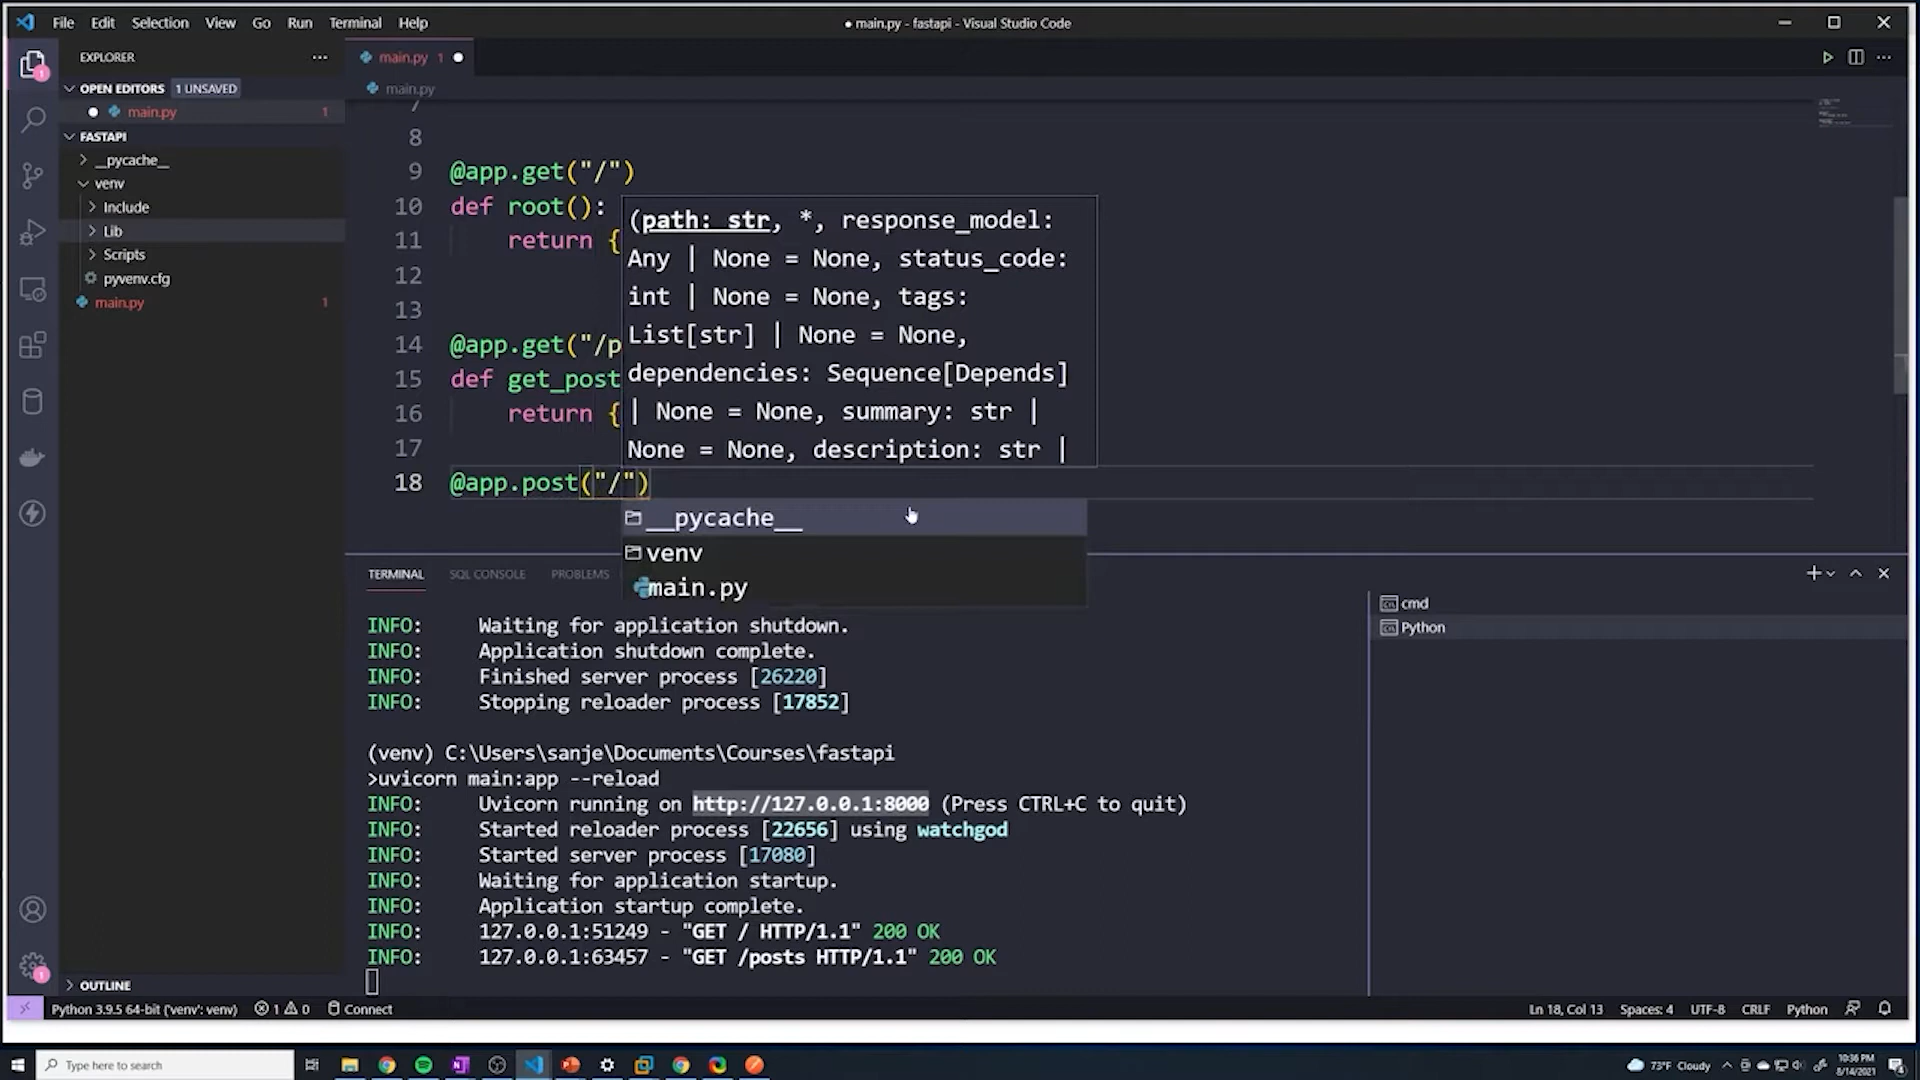 File Edit Selection View Go Run Terminal Help
● main.py - fastapi - Visual Studio Code
EXPLORER
OPEN EDITORS 1 UNSAVED
main.py 1
FASTAPI
__pycache__
venv
Include
Lib
Scripts
pyvenv.cfg
main.py 1
OUTLINE
main.py 1
main.py
7
8
9 @app.get("/")
10 def root():
11 return {
12
13
14 @app.get("/p
15 def get_post
16 return {
17
18 @app.post("/")
(path: str, *, response_model:
Any | None = None, status_code:
int | None = None, tags:
List[str] | None = None,
dependencies: Sequence[Depends]
| None = None, summary: str |
None = None, description: str |
__pycache__
venv
main.py
TERMINAL SQL CONSOLE PROBLEMS
INFO: Waiting for application shutdown.
INFO: Application shutdown complete.
INFO: Finished server process [26220]
INFO: Stopping reloader process [17852]
(venv) C:\Users\sanje\Documents\Courses\fastapi
>uvicorn main:app --reload
INFO: Uvicorn running on http://127.0.0.1:8000 (Press CTRL+C to quit)
INFO: Started reloader process [22656] using watchgod
INFO: Started server process [17080]
INFO: Waiting for application startup.
INFO: Application startup complete.
INFO: 127.0.0.1:51249 - "GET / HTTP/1.1" 200 OK
INFO: 127.0.0.1:63457 - "GET /posts HTTP/1.1" 200 OK
cmd
Python
Python 3.9.5 64-bit ('venv': venv) 1 0 Connect
Ln 18, Col 13 Spaces: 4 UTF-8 CRLF Python
Type here to search
73°F Cloudy
10:36 PM
8/14/2021